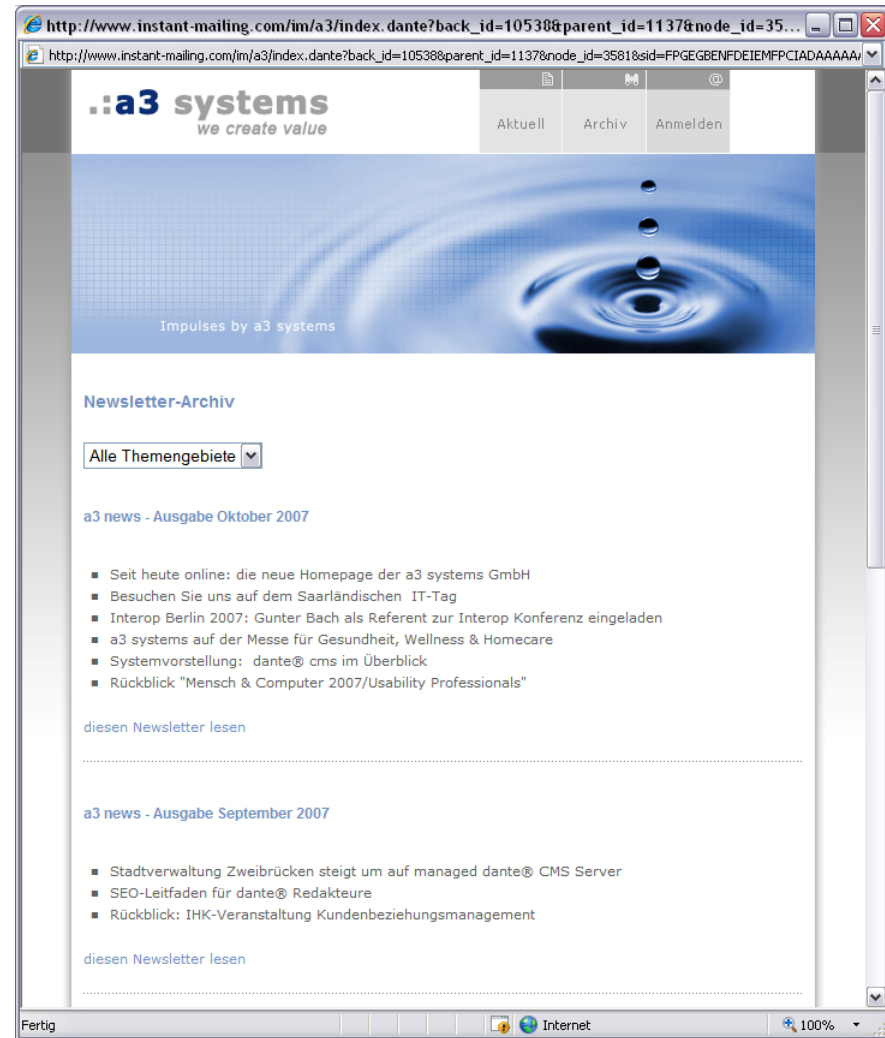 http://www.instant-mailing.com/im/a3/index.dante?back_id=10538&parent_id=1137&node_id=35...
http://www.instant-mailing.com/im/a3/index.dante?back_id=10538&parent_id=1137&node_id=3581&sid=FPGEGBENFDEIEMFPCIADAAAAA
.:a3 systems
we create value
Aktuell Archiv Anmelden
Impulses by a3 systems
Newsletter-Archiv
Alle Themengebiete
a3 news - Ausgabe Oktober 2007
Seit heute online: die neue Homepage der a3 systems GmbH
Besuchen Sie uns auf dem Saarländischen IT-Tag
Interop Berlin 2007: Gunter Bach als Referent zur Interop Konferenz eingeladen
a3 systems auf der Messe für Gesundheit, Wellness & Homecare
Systemvorstellung: dante® cms im Überblick
Rückblick "Mensch & Computer 2007/Usability Professionals"
diesen Newsletter lesen
a3 news - Ausgabe September 2007
Stadtverwaltung Zweibrücken steigt um auf managed dante® CMS Server
SEO-Leitfaden für dante® Redakteure
Rückblick: IHK-Veranstaltung Kundenbeziehungsmanagement
diesen Newsletter lesen
Fertig Internet 100%